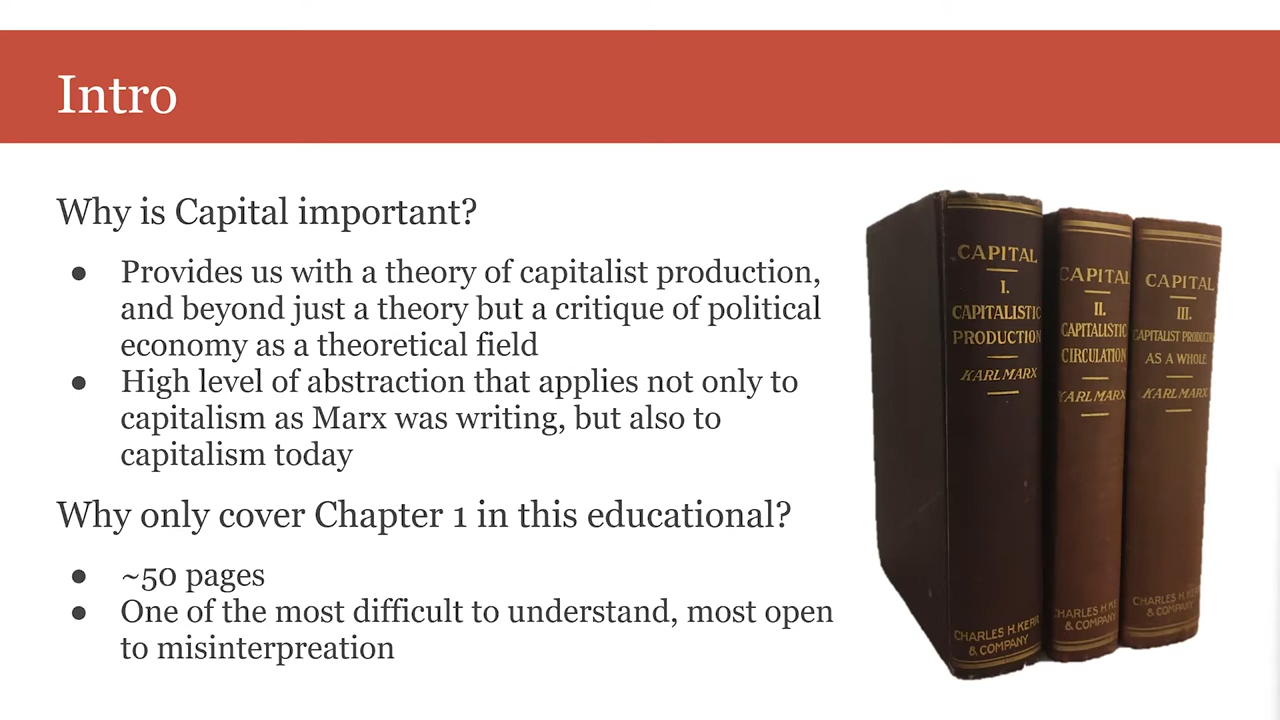 Intro
Why is Capital important?
● Provides us with a theory of capitalist production,
and beyond just a theory but a critique of political
economy as a theoretical field
● High level of abstraction that applies not only to
capitalism as Marx was writing, but also to
capitalism today
Why only cover Chapter 1 in this educational?
● ~50 pages
● One of the most difficult to understand, most open
to misinterpreation
CAPITAL
I.
CAPITALISTIC
PRODUCTION
KARL MARX
CHARLES H. KERR
& COMPANY
CAPITAL
II.
CAPITALISTIC
CIRCULATION
KARL MARX
CHARLES H. KERR
& COMPANY
CAPITAL
III.
CAPITALIST PRODUCTION
AS A WHOLE
KARL MARX
CHARLES H. KERR
& COMPANY